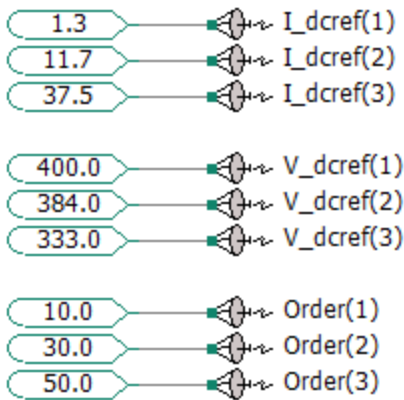 1.3 I_dcref(1)
11.7 I_dcref(2)
37.5 I_dcref(3)
400.0 V_dcref(1)
384.0 V_dcref(2)
333.0 V_dcref(3)
10.0 Order(1)
30.0 Order(2)
50.0 Order(3)